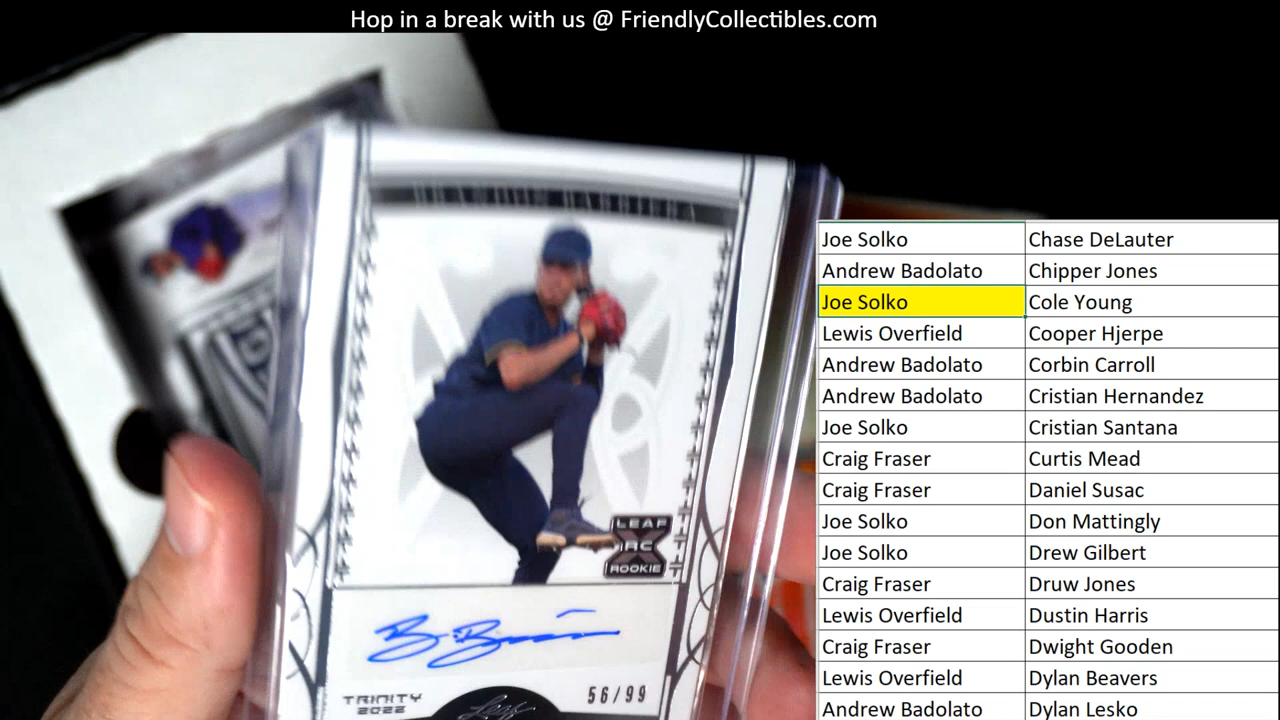 Hop in a break with us @ FriendlyCollectibles.com
LEAF
RC
ROOKIE
56/99
TRINITY
2022
Leaf
Joe Solko Chase DeLauter
Andrew Badolato Chipper Jones
Joe Solko Cole Young
Lewis Overfield Cooper Hjerpe
Andrew Badolato Corbin Carroll
Andrew Badolato Cristian Hernandez
Joe Solko Cristian Santana
Craig Fraser Curtis Mead
Craig Fraser Daniel Susac
Joe Solko Don Mattingly
Joe Solko Drew Gilbert
Craig Fraser Druw Jones
Lewis Overfield Dustin Harris
Craig Fraser Dwight Gooden
Lewis Overfield Dylan Beavers
Andrew Badolato Dylan Lesko